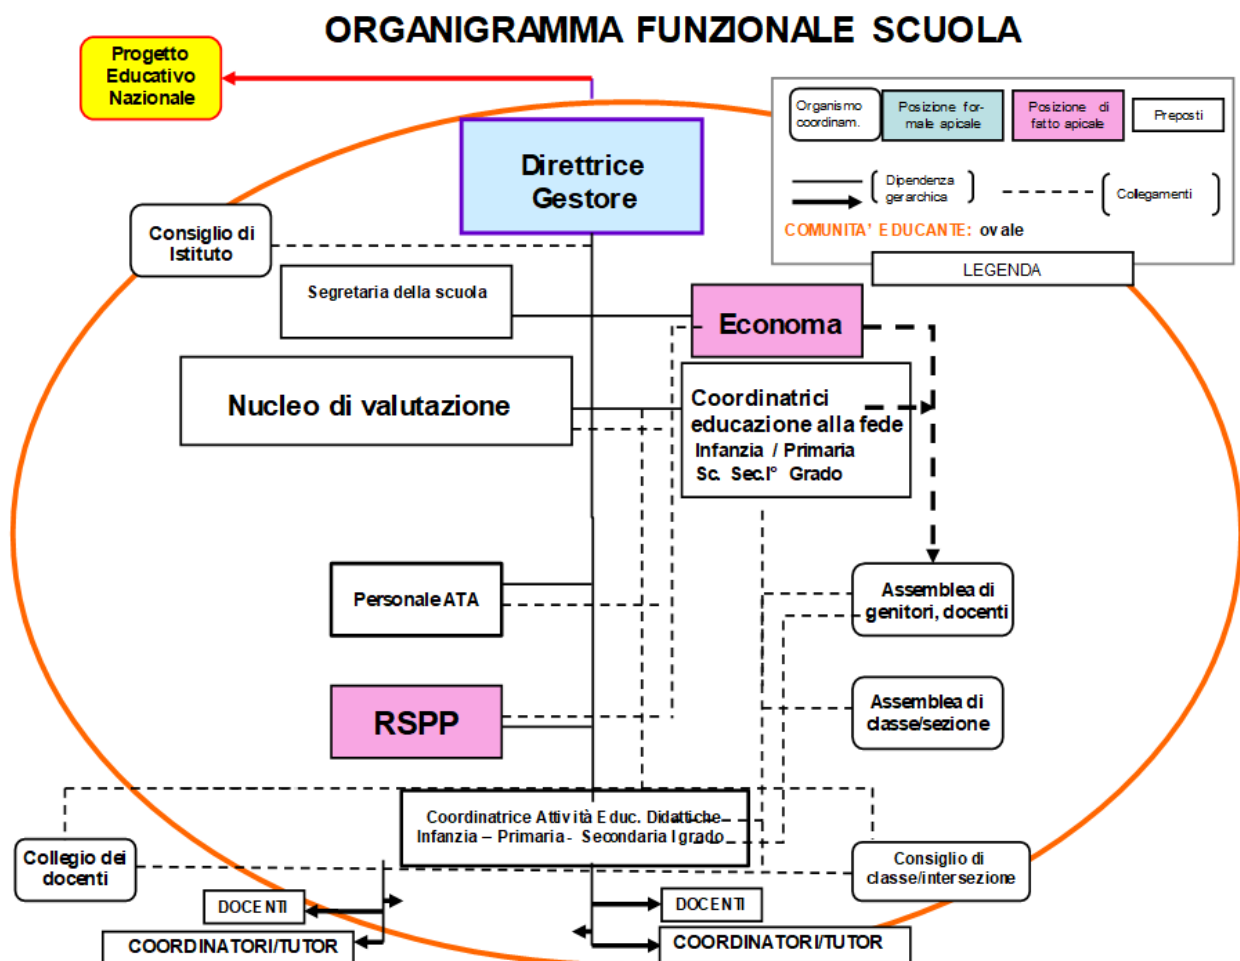 ORGANIGRAMMA FUNZIONALE SCUOLA
Progetto
Educativo
Nazionale
Organismo
coordinam.
Posizione for-
male apicale
Posizione di
fatto apicale
Preposti
Dipendenza
gerarchica
Collegamenti
COMUNITA' EDUCANTE: ovale
LEGENDA
Direttrice
Gestore
Consiglio di
Istituto
Segretaria della scuola
Economa
Nucleo di valutazione
Coordinatrici
educazione alla fede
Infanzia / Primaria
Sc. Sec.I° Grado
Personale ATA
Assemblea di
genitori, docenti
RSPP
Assemblea di
classe/sezione
Coordinatrice Attività Educ. Didattiche
Infanzia – Primaria - Secondaria I grado
Collegio dei
docenti
Consiglio di
classe/intersezione
DOCENTI
DOCENTI
COORDINATORI/TUTOR
COORDINATORI/TUTOR